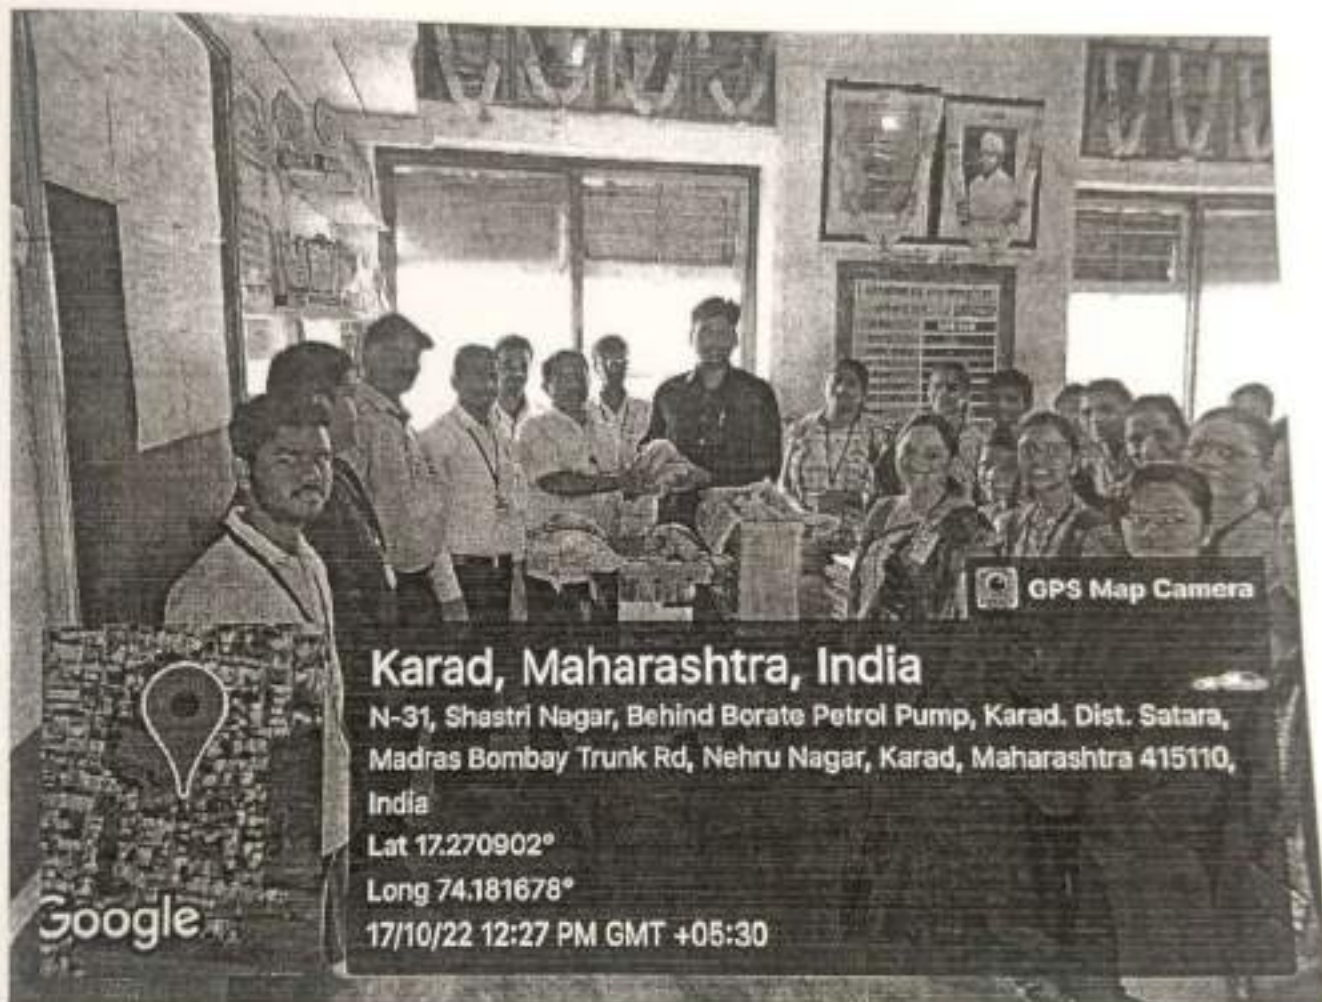 GPS Map Camera
Karad, Maharashtra, India
N-31, Shastri Nagar, Behind Borate Petrol Pump, Karad. Dist. Satara,
Madras Bombay Trunk Rd, Nehru Nagar, Karad, Maharashtra 415110,
India
Lat 17.270902°
Long 74.181678°
17/10/22 12:27 PM GMT +05:30
Google